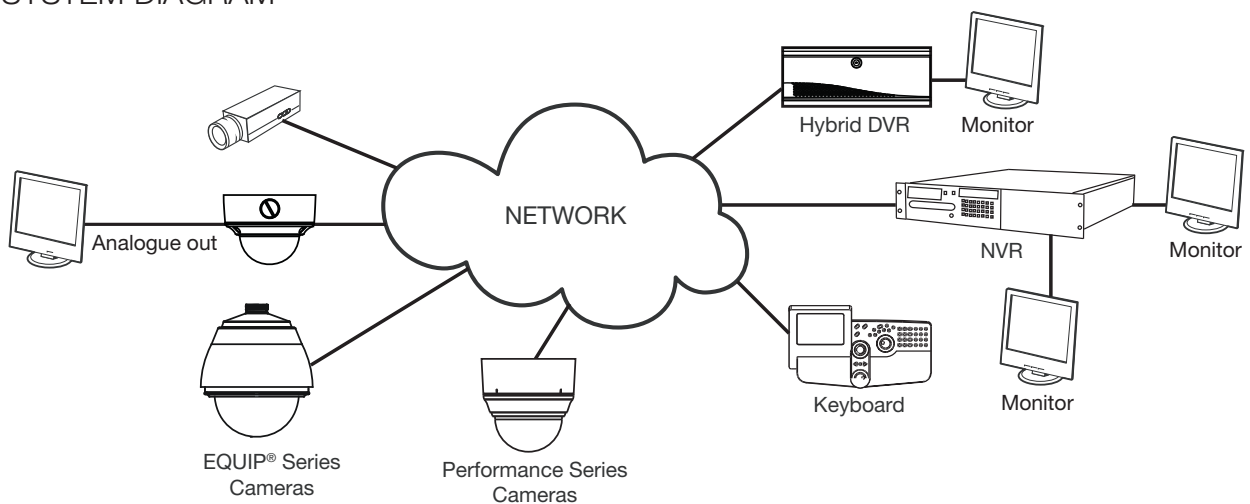 SYSTEM DIAGRAM
Hybrid DVR
Monitor
NETWORK
Analogue out
NVR
Monitor
Keyboard
Monitor
EQUIP® Series
Cameras
Performance Series
Cameras